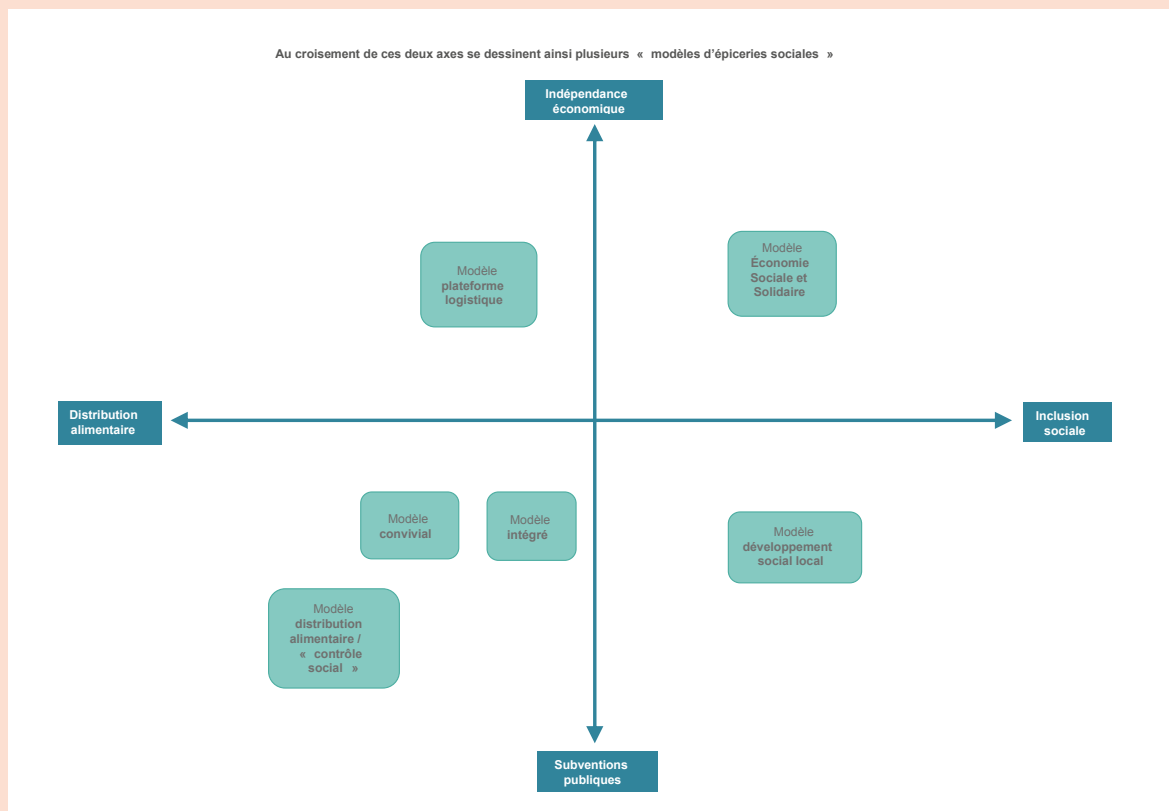 Au croisement de ces deux axes se dessinent ainsi plusieurs « modèles d'épiceries sociales »
Indépendance
économique
Modèle
plateforme
logistique
Modèle
Économie
Sociale et
Solidaire
Distribution
alimentaire
Inclusion
sociale
Modèle
convivial
Modèle
intégré
Modèle
développement
social local
Modèle
distribution
alimentaire /
« contrôle
social »
Subventions
publiques